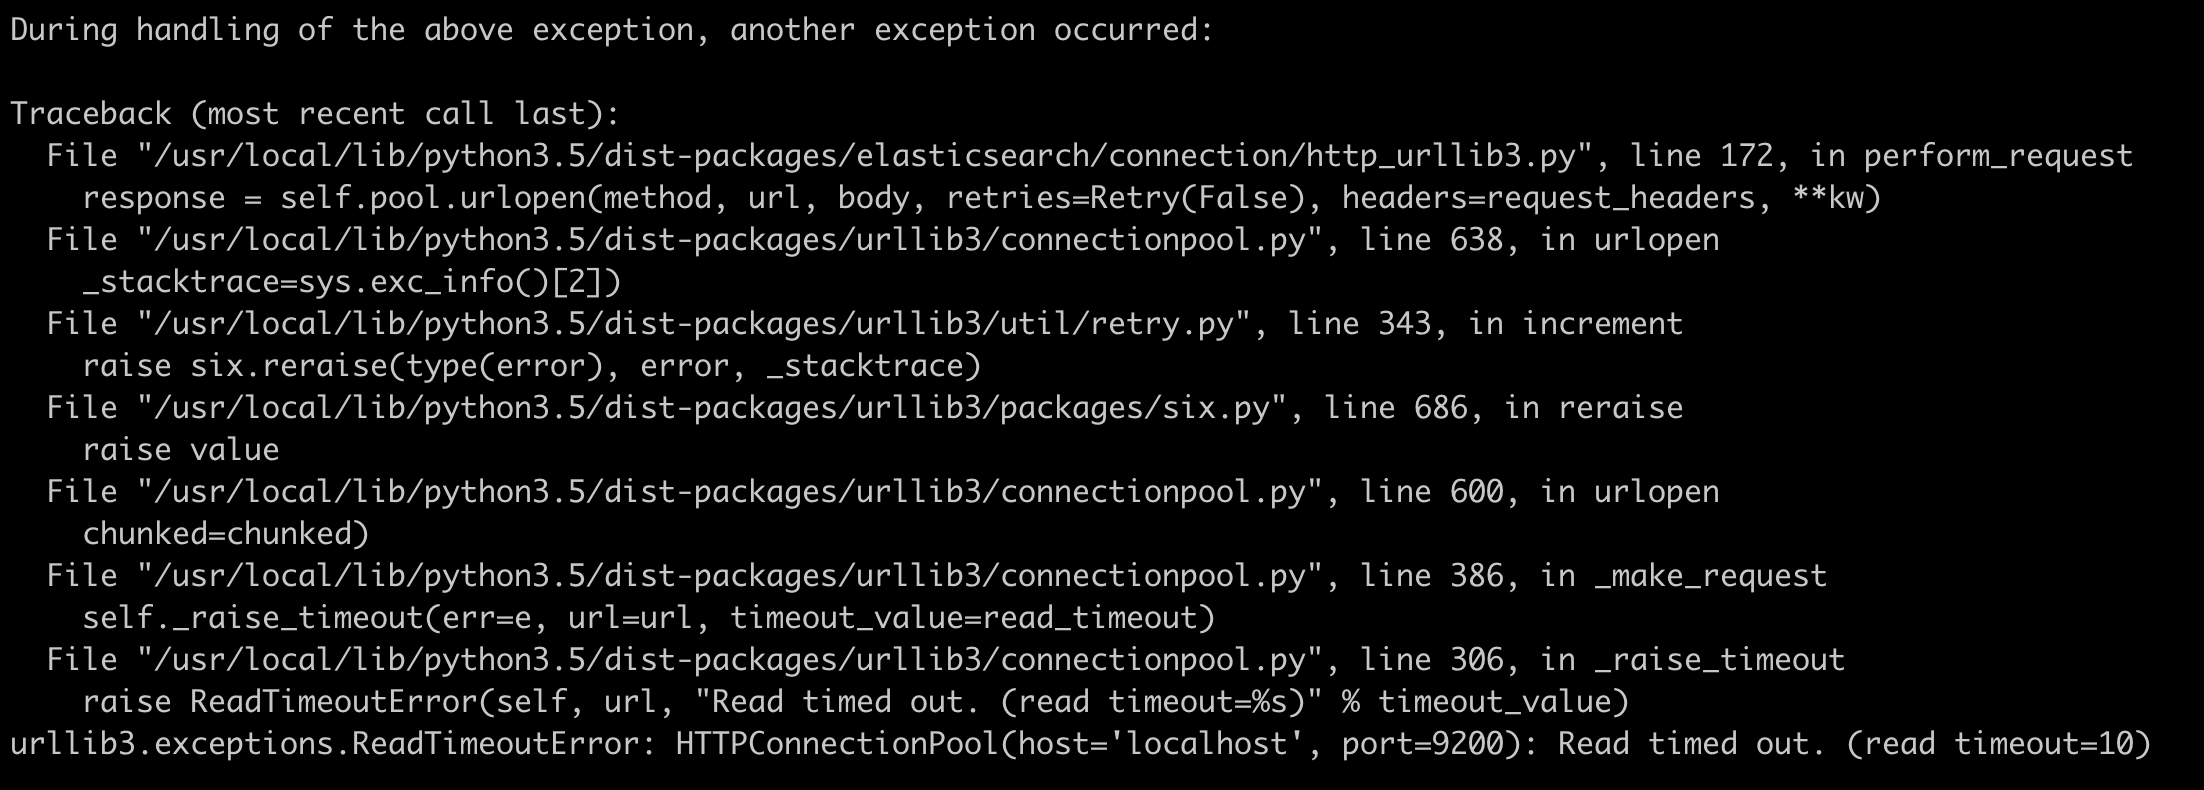 During handling of the above exception, another exception occurred:

Traceback (most recent call last):
  File "/usr/local/lib/python3.5/dist-packages/elasticsearch/connection/http_urllib3.py", line 172, in perform_request
    response = self.pool.urlopen(method, url, body, retries=Retry(False), headers=request_headers, **kw)
  File "/usr/local/lib/python3.5/dist-packages/urllib3/connectionpool.py", line 638, in urlopen
    _stacktrace=sys.exc_info()[2])
  File "/usr/local/lib/python3.5/dist-packages/urllib3/util/retry.py", line 343, in increment
    raise six.reraise(type(error), error, _stacktrace)
  File "/usr/local/lib/python3.5/dist-packages/urllib3/packages/six.py", line 686, in reraise
    raise value
  File "/usr/local/lib/python3.5/dist-packages/urllib3/connectionpool.py", line 600, in urlopen
    chunked=chunked)
  File "/usr/local/lib/python3.5/dist-packages/urllib3/connectionpool.py", line 386, in _make_request
    self._raise_timeout(err=e, url=url, timeout_value=read_timeout)
  File "/usr/local/lib/python3.5/dist-packages/urllib3/connectionpool.py", line 306, in _raise_timeout
    raise ReadTimeoutError(self, url, "Read timed out. (read timeout=%s)" % timeout_value)
urllib3.exceptions.ReadTimeoutError: HTTPConnectionPool(host='localhost', port=9200): Read timed out. (read timeout=10)